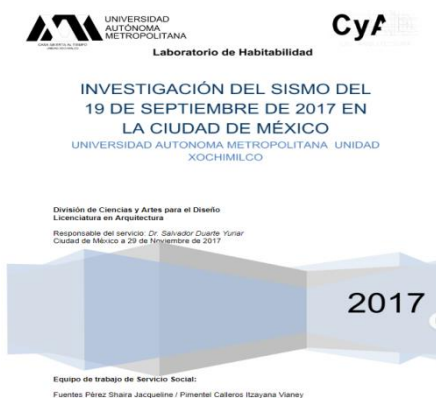 UNIVERSIDAD
AUTÓNOMA
METROPOLITANA
CyA
Laboratorio de Habitabilidad
INVESTIGACIÓN DEL SISMO DEL
19 DE SEPTIEMBRE DE 2017 EN
LA CIUDAD DE MÉXICO
UNIVERSIDAD AUTONOMA METROPOLITANA UNIDAD
XOCHIMILCO
División de Ciencias y Artes para el Diseño
Licenciatura en Arquitectura
Responsable del servicio: Dr. Salvador Duarte Yuriar
Ciudad de México a 29 de Noviembre de 2017
2017
Equipo de trabajo de Servicio Social:
Fuentes Pérez Shaira Jacqueline / Pimentel Calleros Itzayana Vianey